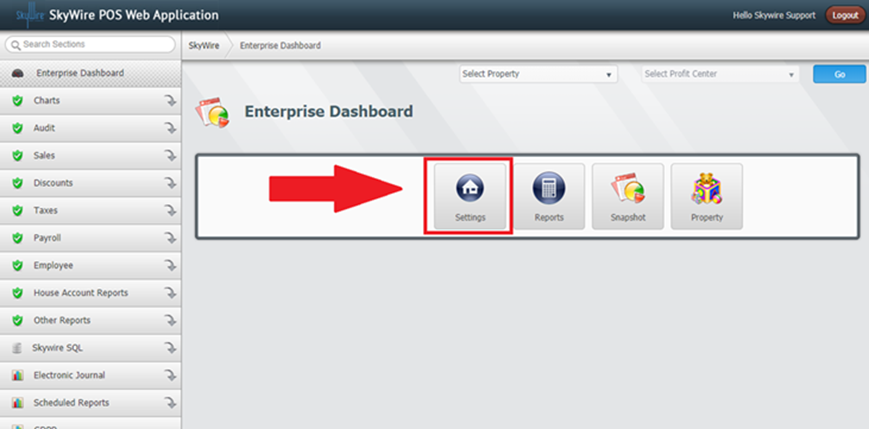 SkyWire SkyWire POS Web Application
Hello Skywire Support Logout
Search Sections
SkyWire Enterprise Dashboard
Enterprise Dashboard
Select Property Select Profit Center Go
Charts
Enterprise Dashboard
Audit
Sales
Discounts
Settings Reports Snapshot Property
Taxes
Payroll
Employee
House Account Reports
Other Reports
Skywire SQL
Electronic Journal
Scheduled Reports